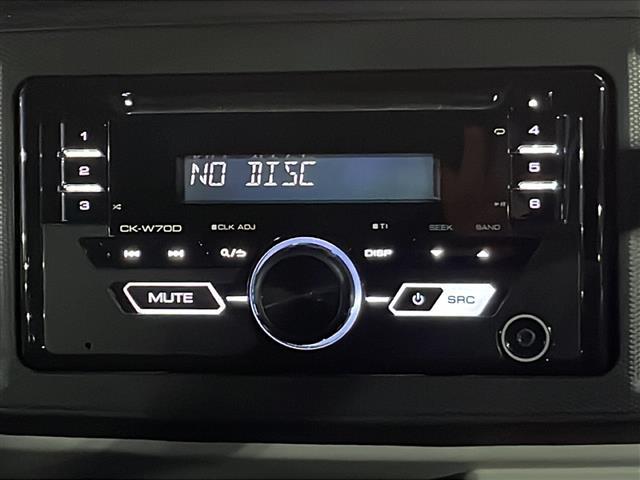 1
2
3
NO DISC
4
5
6
CK-W70D
CLK ADJ
TI
SEEK
BAND
DISP
MUTE
SRC